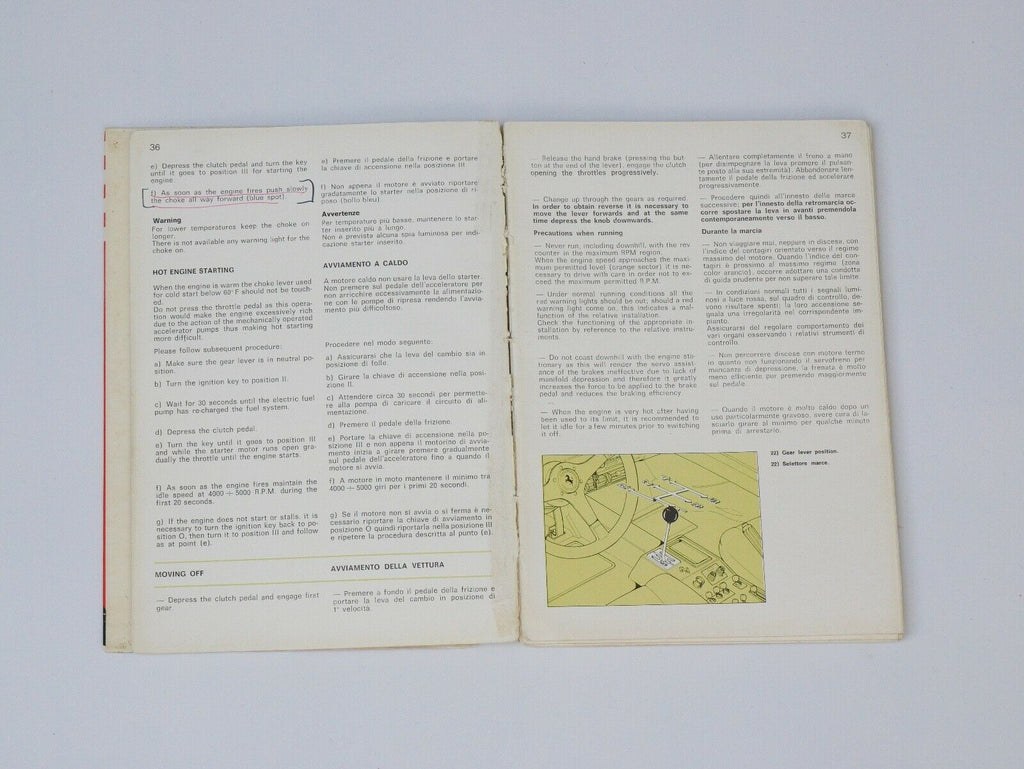 36
e) Depress the clutch pedal and turn the key
until it goes to position III for starting the
engine.
f) As soon as the engine fires push slowly
the choke all way forward (blue spot)
Warning
For lower temperatures keep the choke on
longer.
There is not available any warning light for the
choke on.
HOT ENGINE STARTING
When the engine is warm the choke lever used
for cold start below 60° F should not be touch-
ed.
Do not press the throttle pedal as this opera-
tion would make the engine excessively rich
due to the action of the mechanically operated
accelerator pumps thus making hot starting
more difficult.
Please follow subsequent procedure:
a) Make sure the gear lever is in neutral po-
sition.
b) Turn the ignition key to position II.
c) Wait for 30 seconds until the electric fuel
pump has re-charged the fuel system.
d) Depress the clutch pedal.
e) Turn the key until it goes to position III
and while the starter motor runs open gra-
dually the throttle until the engine starts.
f) As soon as the engine fires maintain the
idle speed at 4000 ÷ 5000 R.P.M. during the
first 20 seconds.
g) If the engine does not start or stalls, it is
necessary to turn the ignition key back to po-
sition O, then turn it to position III and follow
as at point (e).
MOVING OFF
— Depress the clutch pedal and engage first
gear.
e) Premere il pedale della frizione e portare
la chiave di accensione nella posizione III.
f) Non appena il motore è avviato riportare
gradatamente lo starter nella posizione di ri-
poso (bollo bleu).
Avvertenze
Per temperature più basse, mantenere lo star-
ter inserito più a lungo.
Non è prevista alcuna spia luminosa per indi-
cazione starter inserito.
AVVIAMENTO A CALDO
A motore caldo non usare la leva dello starter.
Non premere sul pedale dell'acceleratore per
non arricchire eccessivamente la alimentazio-
ne con le pompe di ripresa rendendo l'avvia-
mento più difficoltoso.
Procedere nel modo seguente:
a) Assicurarsi che la leva del cambio sia in
posizione di folle.
b) Girare la chiave di accensione nella posi-
zione II.
c) Attendere circa 30 secondi per permette-
re alla pompa di caricare il circuito di ali-
mentazione.
d) Premere il pedale della frizione.
e) Portare la chiave di accensione nella po-
sizione III e non appena il motorino di avvia-
mento inizia a girare premere gradualmente
sul pedale dell'acceleratore fino a quando il
motore si avvia.
f) A motore in moto mantenere il minimo tra
4000 ÷ 5000 giri per i primi 20 secondi.
g) Se il motore non si avvia o si ferma è ne-
cessario riportare la chiave di avviamento in
posizione O quindi riportarla nella posizione III
e ripetere la procedura descritta al punto (e).
AVVIAMENTO DELLA VETTURA
— Premere a fondo il pedale della frizione e
portare la leva del cambio in posizione di
1ª velocità.
37
— Release the hand brake (pressing the but-
ton at the end of the lever), engage the clutch
opening the throttles progressively.
— Change up through the gears as required.
In order to obtain reverse it is necessary to
move the lever forwards and at the same
time depress the knob downwards.
Precautions when running
— Never run, including downhill, with the rev
counter in the maximum RPM region.
When the engine speed approaches the maxi-
mum permitted level (orange sector) it is ne-
cessary to drive with care in order not to ex-
ceed the maximum permitted R.P.M.
— Under normal running conditions all the
red warning lights should be out; should a red
warning light come on, this indicates a mal-
function of the relative installation.
Check the functioning of the appropriate in-
stallation by reference to the relative instru-
ments.
— Do not coast downhill with the engine sta-
tionary as this will render the servo assist-
ance of the brakes ineffective due to lack of
manifold depression and therefore it greatly
increases the force to be applied to the brake
pedal and reduces the braking efficiency.
— When the engine is very hot after having
been used to its limit, it is recommended to
let it idle for a few minutes prior to switching
it off.
— Allentare completamente il freno a mano
(per disimpegnare la leva premere il pulsan-
te posto alla sua estremità). Abbandonare len-
tamente il pedale della frizione ed accelerare
progressivamente.
— Procedere quindi all'innesto delle marce
successive; per l'innesto della retromarcia oc-
corre spostare la leva in avanti premendola
contemporaneamente verso il basso.
Durante la marcia
— Non viaggiare mai, neppure in discesa, con
l'indice del contagiri orientato verso il regime
massimo del motore. Quando l'indice del con-
tagiri è prossimo al massimo regime (zona
color arancio), occorre adottare una condotta
di guida prudente per non superare tale limite.
— In condizioni normali tutti i segnali lumi-
nosi a luce rossa, sul quadro di controllo, de-
vono risultare spenti; la loro accensione se-
gnala una irregolarità nel corrispondente im-
pianto.
Assicurarsi del regolare comportamento dei
vari organi osservando i relativi strumenti di
controllo.
— Non percorrere discese con motore fermo
in quanto non funzionando il servofreno per
mancanza di depressione, la frenata è molto
meno efficiente pur premendo maggiormente
sul pedale.
— Quando il motore è molto caldo dopo un
uso particolarmente gravoso, avere cura di la-
sciarlo girare al minimo per qualche minuto
prima di arrestarlo.
22) Gear lever position.
22) Selettore marce.